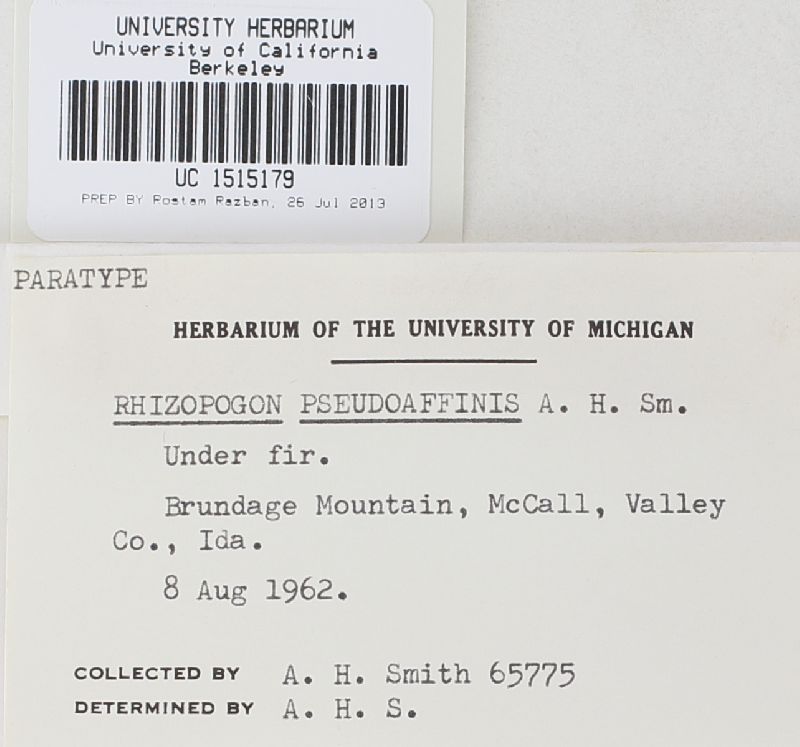 UNIVERSITY HERBARIUM
University of California
Berkeley
UC 1515179
PREP BY Rostam Razban, 26 Jul 2013
PARATYPE
HERBARIUM OF THE UNIVERSITY OF MICHIGAN
RHIZOPOGON PSEUDOAFFINIS A. H. Sm.
Under fir.
Brundage Mountain, McCall, Valley
Co., Ida.
8 Aug 1962.
COLLECTED BY A. H. Smith 65775
DETERMINED BY A. H. S.